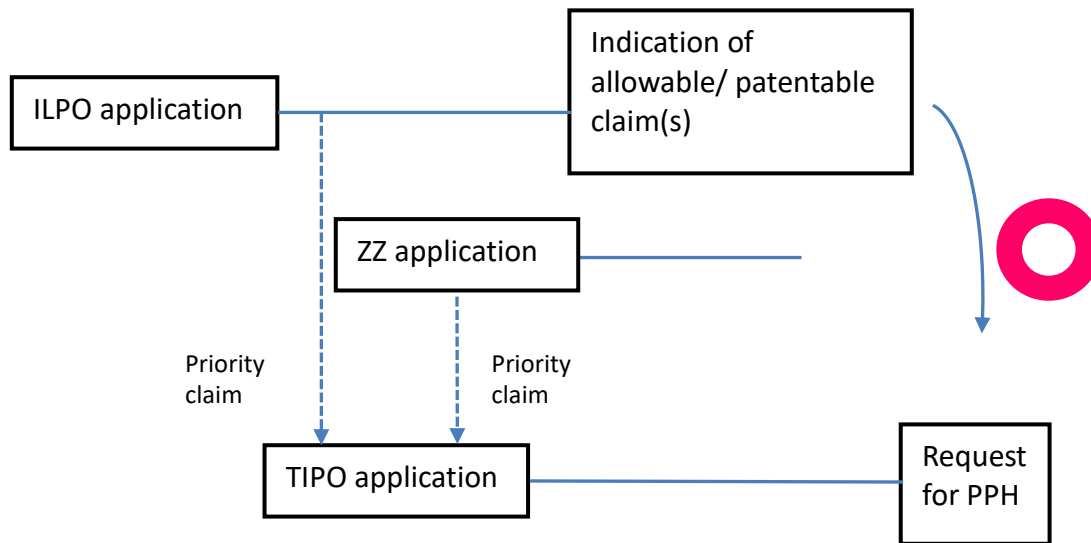 Indication of
allowable/ patentable
claim(s)
ILPO application
ZZ application
Priority
claim
Priority
claim
TIPO application
Request
for PPH